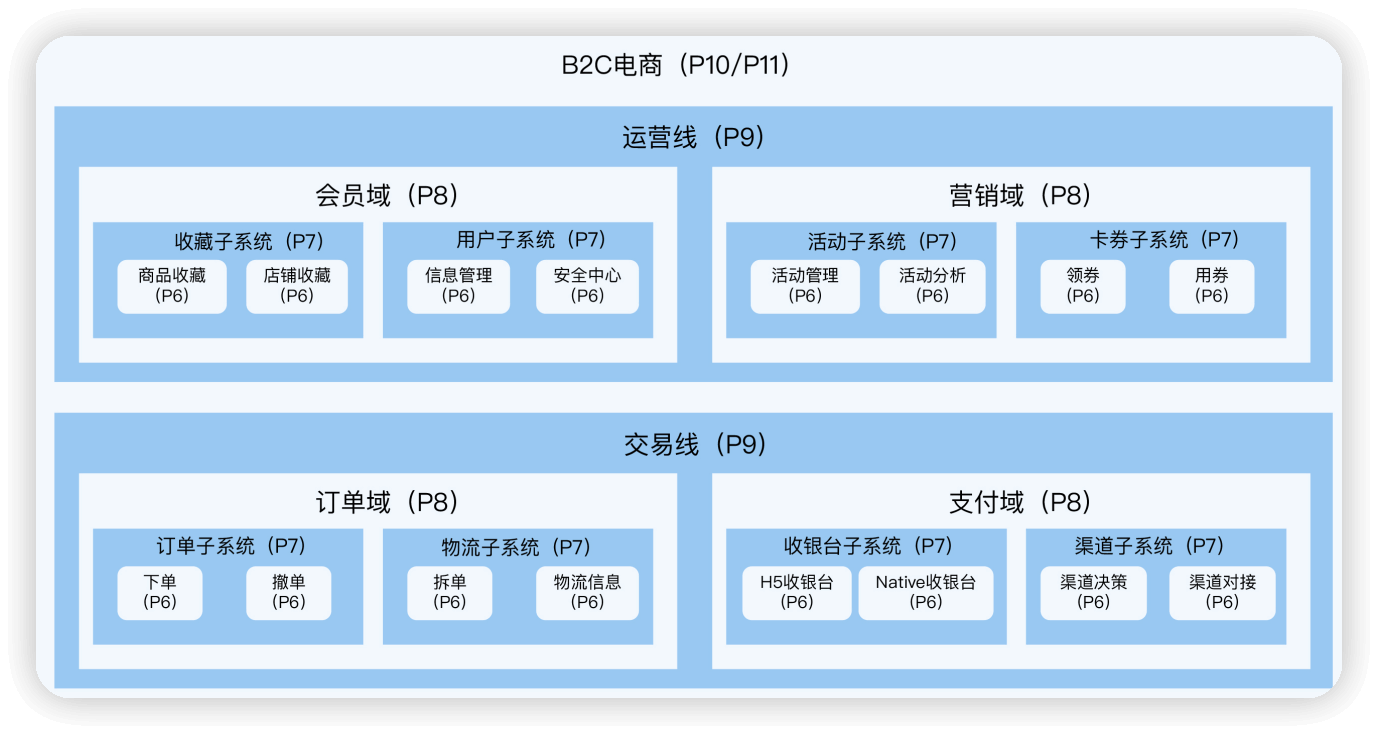 B2C电商（P10/P11）
运营线（P9）
会员域（P8）
收藏子系统（P7）
商品收藏
（P6）
店铺收藏
（P6）
用户子系统（P7）
信息管理
（P6）
安全中心
（P6）
营销域（P8）
活动子系统（P7）
活动管理
（P6）
活动分析
（P6）
卡券子系统（P7）
领券
（P6）
用券
（P6）
交易线（P9）
订单域（P8）
订单子系统（P7）
下单
（P6）
撤单
（P6）
物流子系统（P7）
拆单
（P6）
物流信息
（P6）
支付域（P8）
收银台子系统（P7）
H5收银台
（P6）
Native收银台
（P6）
渠道子系统（P7）
渠道决策
（P6）
渠道对接
（P6）